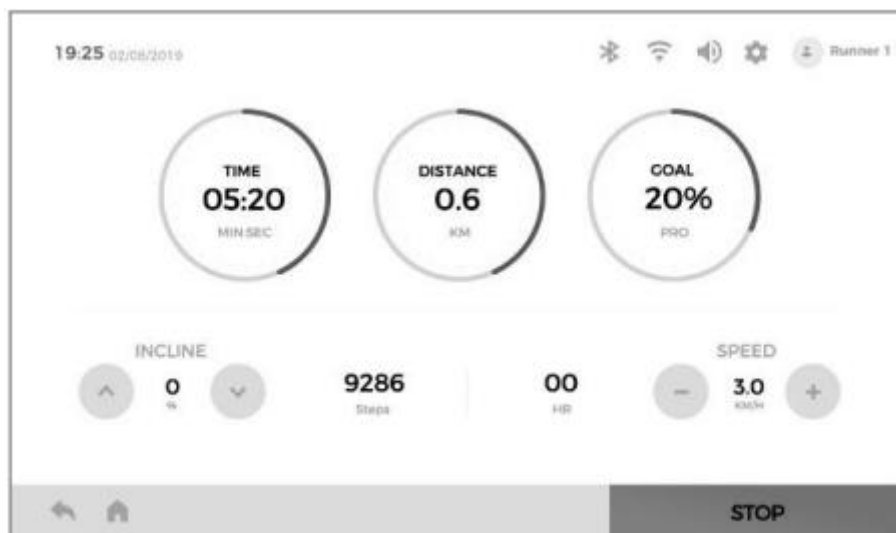 19:25 02/08/2019
Runner 1
TIME
05:20
MIN SEC
DISTANCE
0.6
KM
GOAL
20%
PRO
INCLINE
0
%
9286
Steps
00
HR
SPEED
3.0
KM/H
STOP